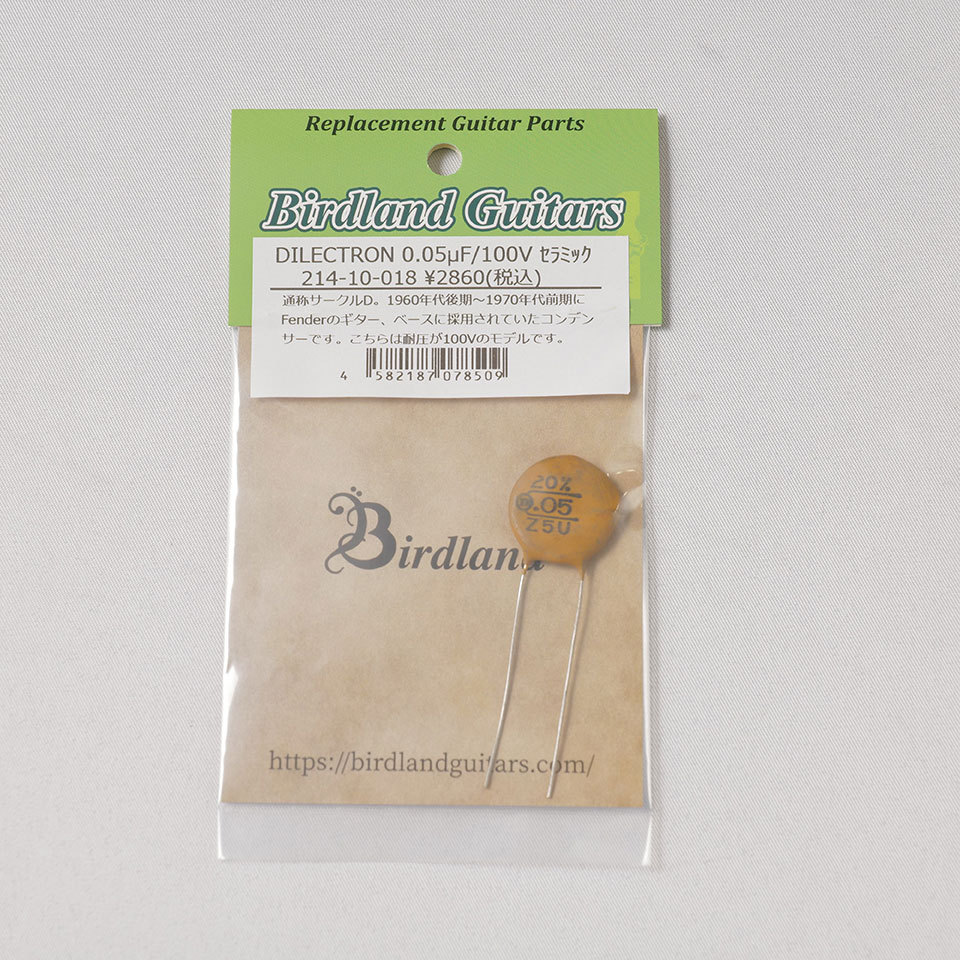 Replacement Guitar Parts
Birdland Guitars
DILECTRON 0.05µF/100V ｾﾗﾐｯｸ
214-10-018 ¥2860(税込)
通称サークルD。1960年代後期～1970年代前期に
Fenderのギター、ベースに採用されていたコンデン
サーです。こちらは耐圧が100Vのモデルです。
4 582187 078509
20%
D.05
Z5U
Birdland
https://birdlandguitars.com/